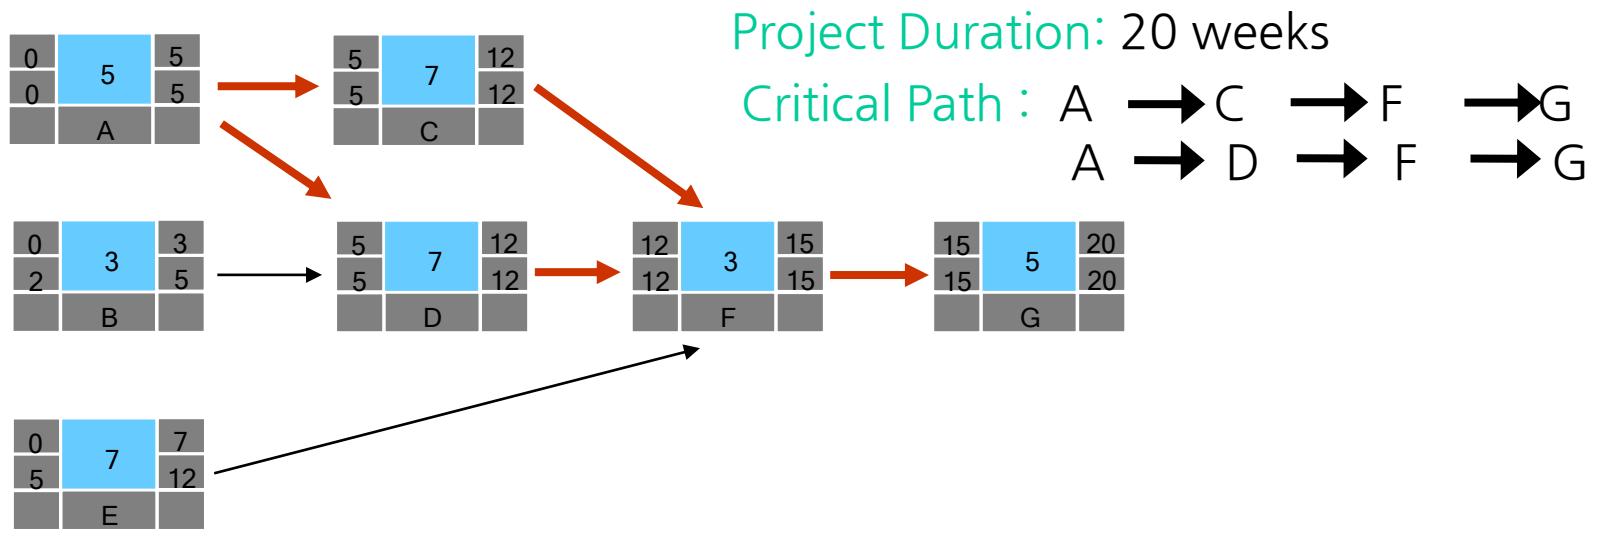 Project Duration: 20 weeks
Critical Path : A C F G
A D F G
0 5 5
0 5
A
5 7 12
5 12
C
0 3 3
2 5
B
5 7 12
5 12
D
12 3 15
12 15
F
15 5 20
15 20
G
0 7 7
5 12
E